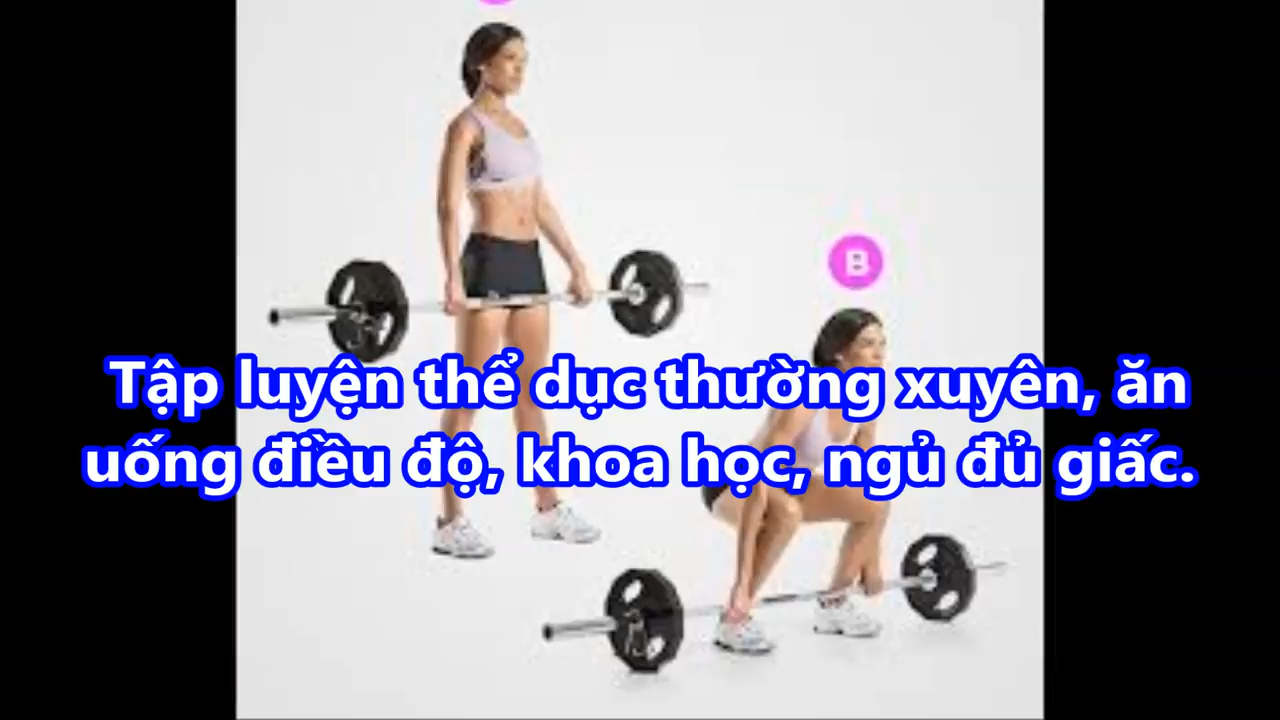 B
Tập luyện thể dục thường xuyên, ăn
uống điều độ, khoa học, ngủ đủ giấc.